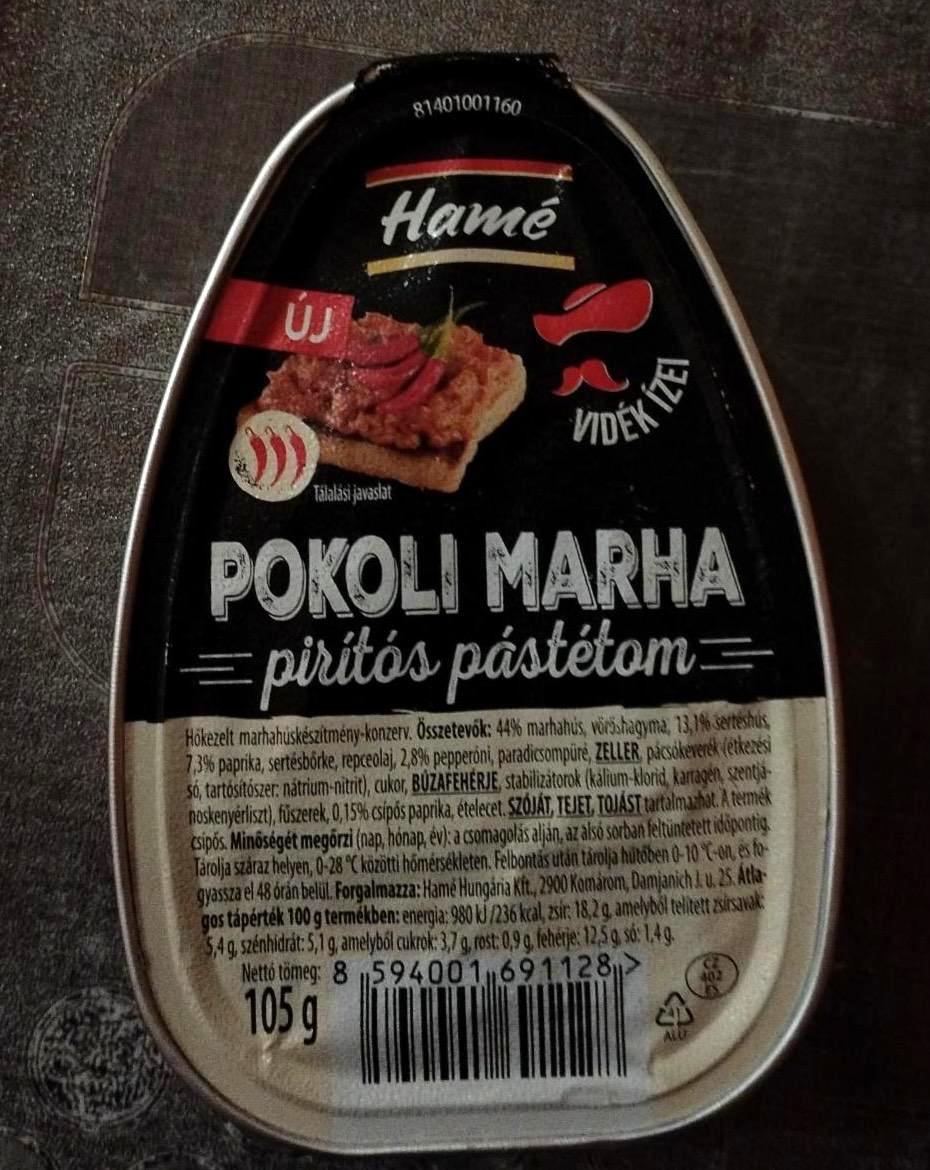 81401001160
Hamé
ÚJ
VIDÉK ÍZEI
Tálalási javaslat
POKOLI MARHA
pirítós pástétom
Hőkezelt marhahúskészítmény-konzerv. Összetevők: 44% marhahús, vöröshagyma, 13,1% sertéshús,
7,3% paprika, sertésbőrke, repceolaj, 2,8% pepperoni, paradicsompüré, ZELLER, pácsókeverék (étkezési
só, tartósítószer: nátrium-nitrit), cukor, BÚZAFEHÉRJE, stabilizátorok (kálium-klorid, karragén, szentjá-
noskenyérliszt), fűszerek, 0,15% csípős paprika, ételecet. SZÓJÁT, TEJET, TOJÁST tartalmazhat. A termék
csípős. Minőségét megőrzi (nap, hónap, év): a csomagolás alján, az alsó sorban feltüntetett időpontig.
Tárolja száraz helyen, 0-28 °C közötti hőmérsékleten. Felbontás után tárolja hűtőben 0-10 °C-on, és fo-
gyassza el 48 órán belül. Forgalmazza: Hamé Hungária Kft., 2900 Komárom, Damjanich J. u. 25. Átla-
gos tápérték 100 g termékben: energia: 980 kJ /236 kcal, zsír: 18,2 g, amelyből telített zsírsavak:
5,4 g, szénhidrát: 5,1 g, amelyből cukrok: 3,7 g, rost: 0,9 g, fehérje: 12,5 g, só: 1,4 g.
Nettó tömeg:
105 g
8 594001 691128 >
CZ
402
ES
41
ALU